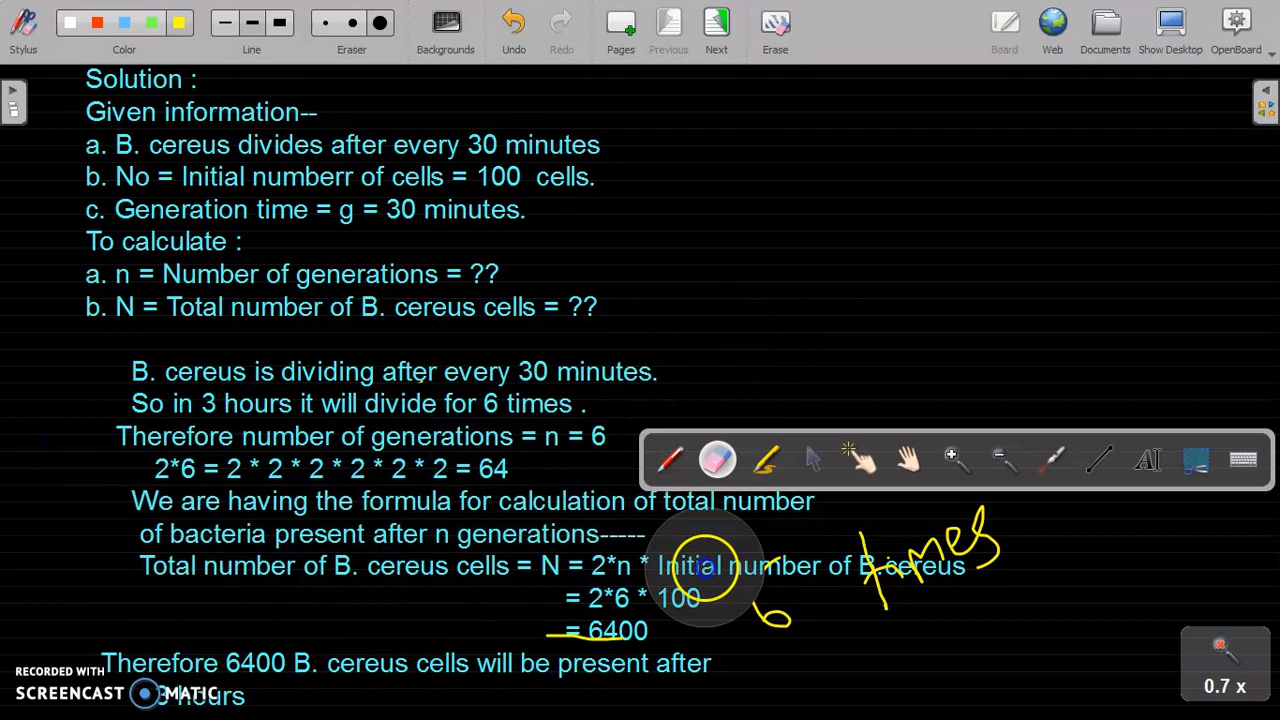 Color
Stylus
Line
Eraser
Backgrounds
Undo
Redo
Pages
Previous
Next
Erase
Board
Web
Documents
Show Desktop
OpenBoard
Solution :
Given information--
a. B. cereus divides after every 30 minutes
b. No = Initial numberr of cells = 100 cells.
c. Generation time = g = 30 minutes.
To calculate :
a. n = Number of generations = ??
b. N = Total number of B. cereus cells = ??
B. cereus is dividing after every 30 minutes.
So in 3 hours it will divide for 6 times .
Therefore number of generations = n = 6
2*6 = 2 * 2 * 2 * 2 * 2 * 2 = 64
We are having the formula for calculation of total number
of bacteria present after n generations-----
Total number of B. cereus cells = N = 2*n * Initial number of B.cereus
= 2*6 * 100
= 6400
6 times
Therefore 6400 B. cereus cells will be present after
3 hours
RECORDED WITH
SCREENCAST MATIC
AI
0.7 x